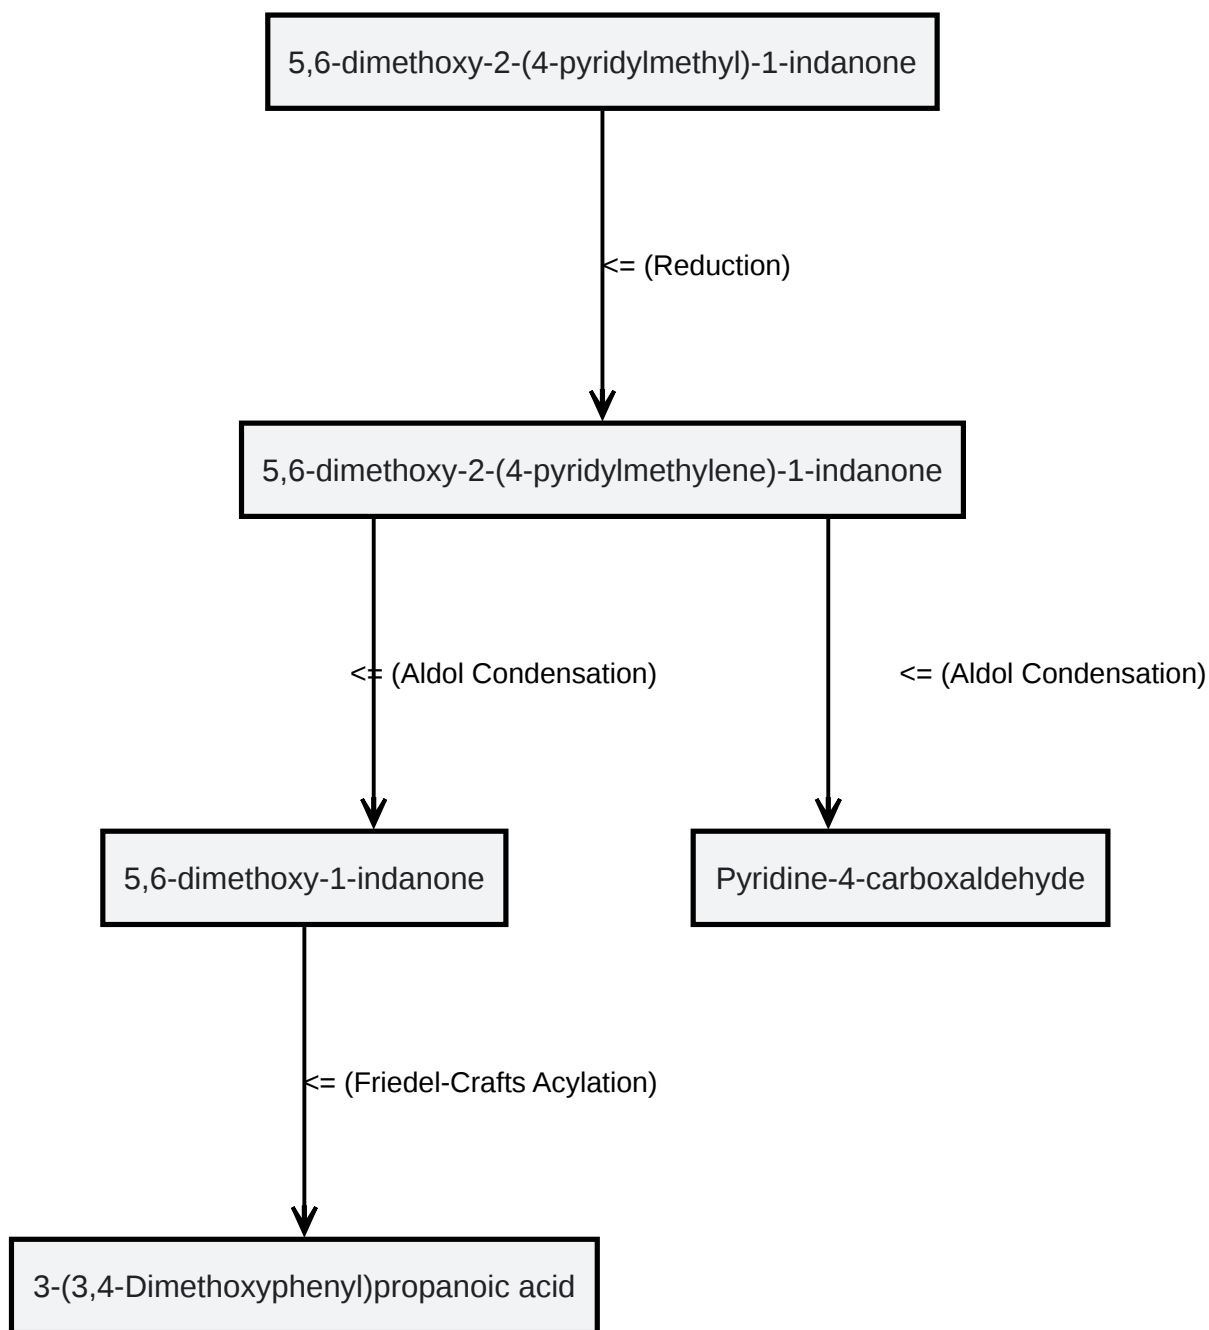 5,6-dimethoxy-2-(4-pyridylmethyl)-1-indanone
<= (Reduction)
5,6-dimethoxy-2-(4-pyridylmethylene)-1-indanone
<= (Aldol Condensation)
<= (Aldol Condensation)
5,6-dimethoxy-1-indanone
Pyridine-4-carboxaldehyde
<= (Friedel-Crafts Acylation)
3-(3,4-Dimethoxyphenyl)propanoic acid